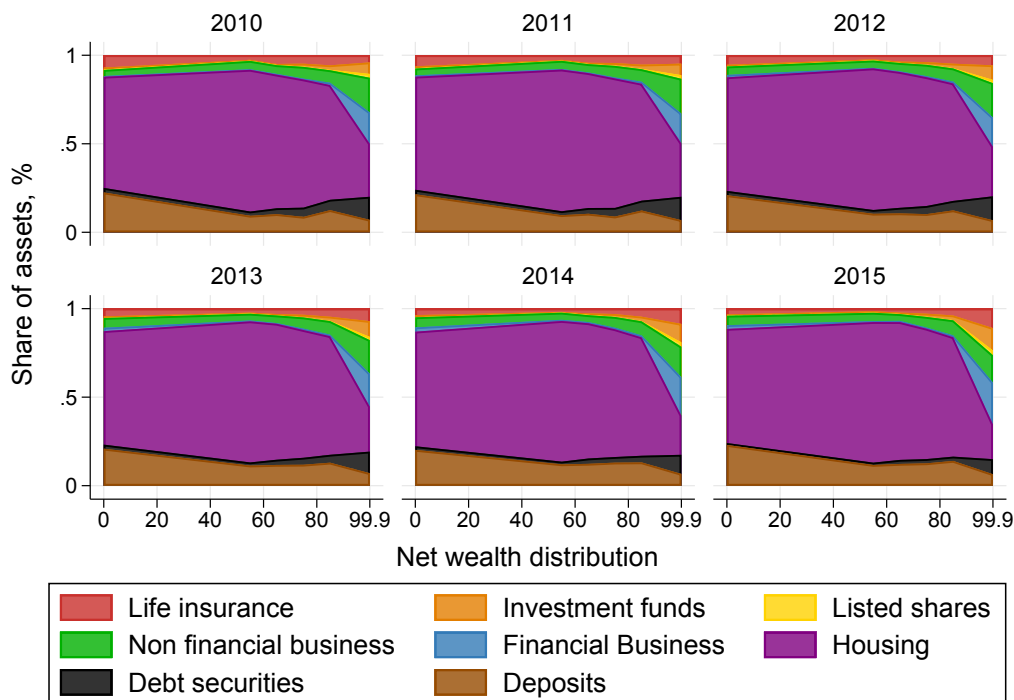 2010 2011 2012
1
.5
0
2013 2014 2015
1
.5
0
0 20 40 60 80 99.9 0 20 40 60 80 99.9 0 20 40 60 80 99.9
Share of assets, %
Net wealth distribution
Life insurance Investment funds Listed shares
Non financial business Financial Business Housing
Debt securities Deposits